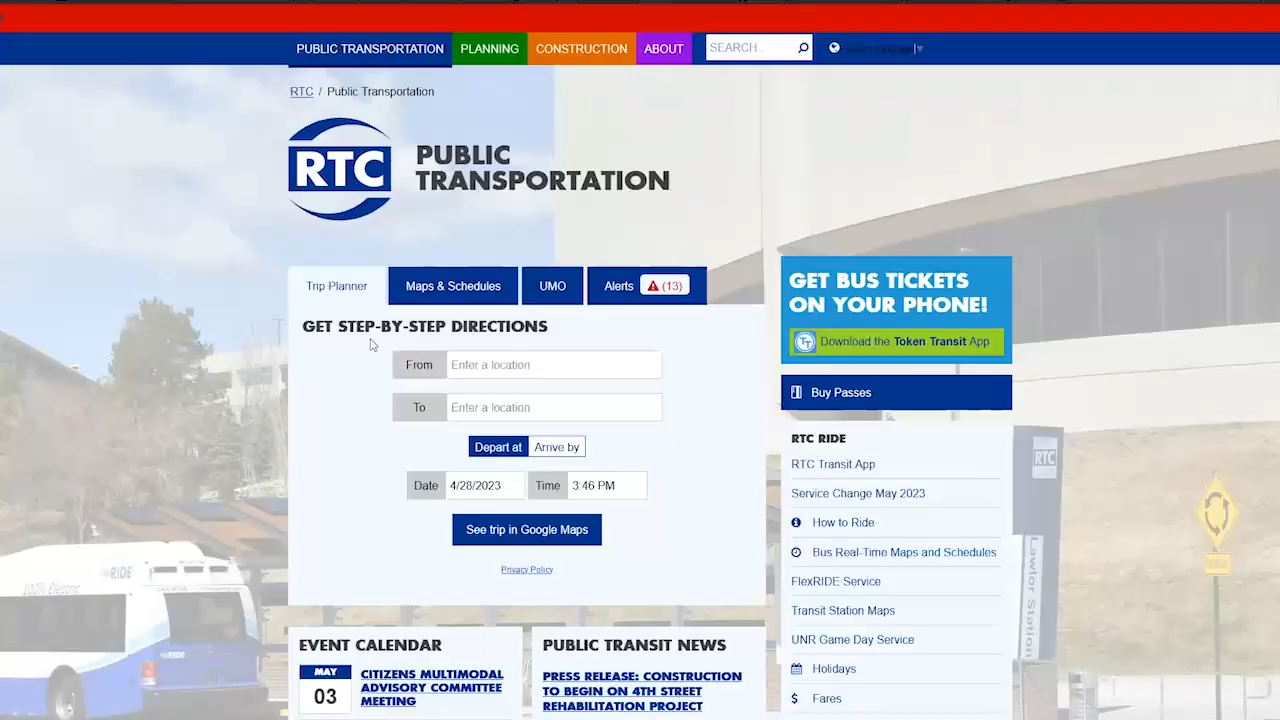 PUBLIC TRANSPORTATION PLANNING CONSTRUCTION ABOUT SEARCH..
RTC / Public Transportation
RTC
PUBLIC
TRANSPORTATION
Trip Planner Maps & Schedules UMO Alerts (13)
GET STEP-BY-STEP DIRECTIONS
From Enter a location
To Enter a location
Depart at Arrive by
Date 4/28/2023 Time 3:46 PM
See trip in Google Maps
Privacy Policy
GET BUS TICKETS
ON YOUR PHONE!
TT Download the Token Transit App
Buy Passes
RTC RIDE
RTC Transit App
Service Change May 2023
How to Ride
Bus Real-Time Maps and Schedules
FlexRIDE Service
Transit Station Maps
UNR Game Day Service
Holidays
$ Fares
EVENT CALENDAR
MAY
03
CITIZENS MULTIMODAL
ADVISORY COMMITTEE
MEETING
PUBLIC TRANSIT NEWS
PRESS RELEASE: CONSTRUCTION
TO BEGIN ON 4TH STREET
REHABILITATION PROJECT
100% Electric
RIDE
RTC
Lawlor Station